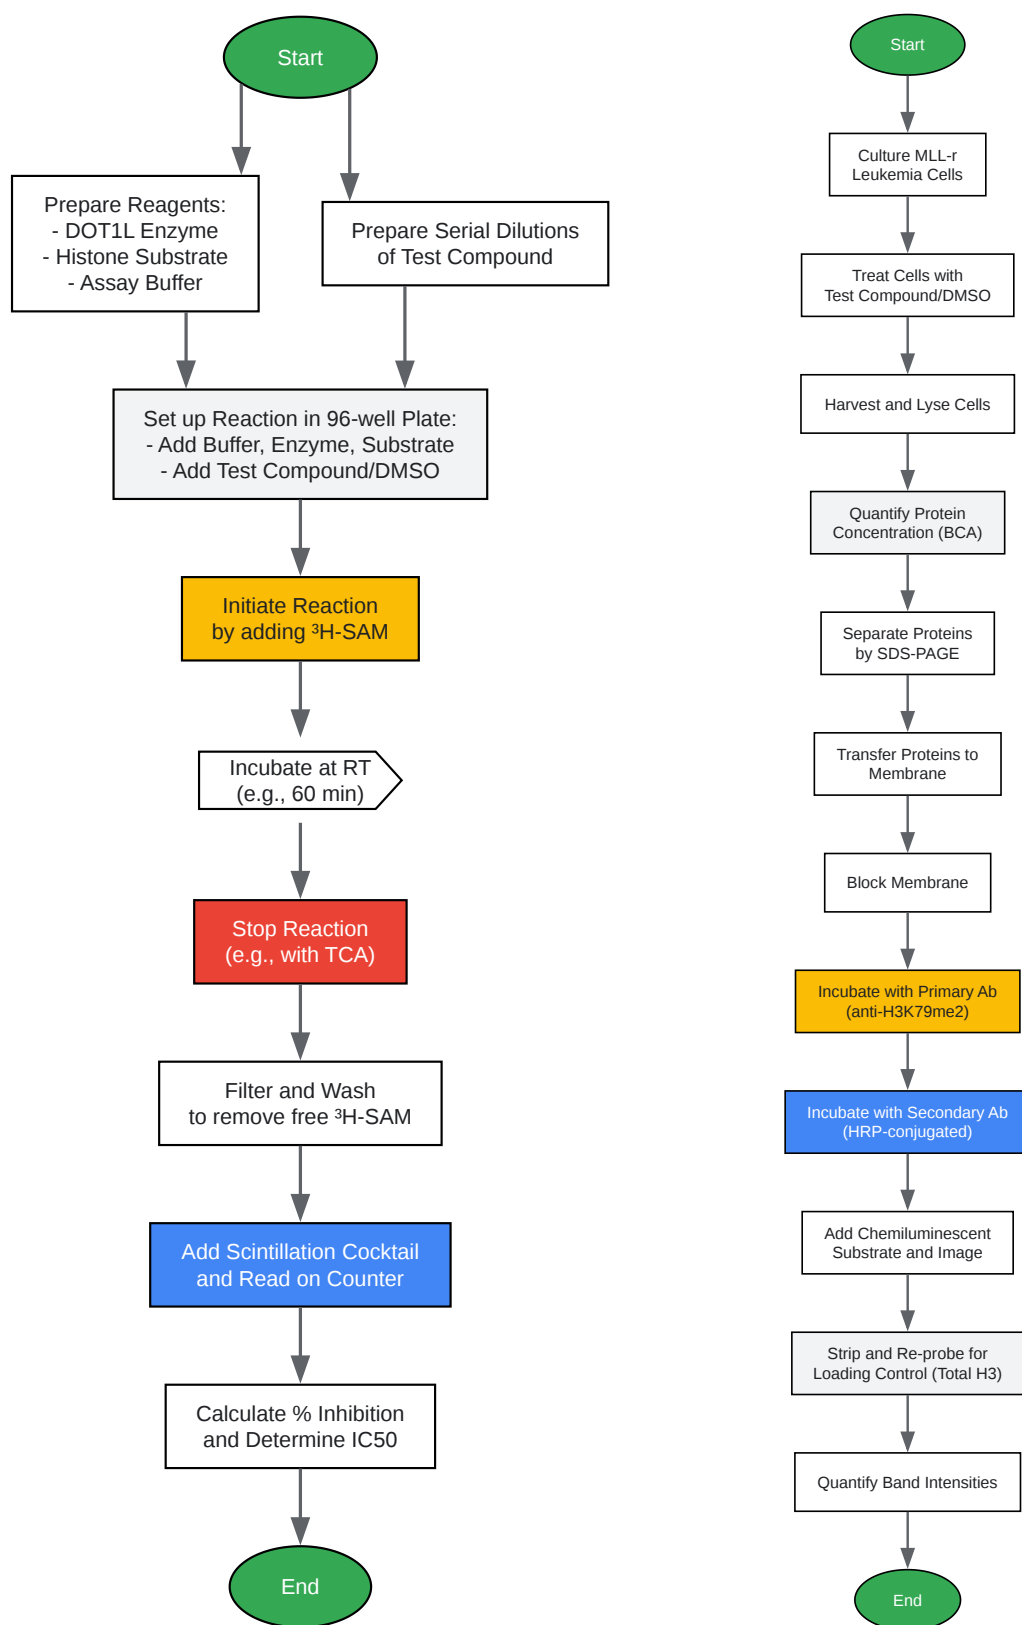 Start
Prepare Reagents:
- DOT1L Enzyme
- Histone Substrate
- Assay Buffer
Prepare Serial Dilutions
of Test Compound
Set up Reaction in 96-well Plate:
- Add Buffer, Enzyme, Substrate
- Add Test Compound/DMSO
Initiate Reaction
by adding ³H-SAM
Incubate at RT
(e.g., 60 min)
Stop Reaction
(e.g., with TCA)
Filter and Wash
to remove free ³H-SAM
Add Scintillation Cocktail
and Read on Counter
Calculate % Inhibition
and Determine IC50
End
Start
Culture MLL-r
Leukemia Cells
Treat Cells with
Test Compound/DMSO
Harvest and Lyse Cells
Quantify Protein
Concentration (BCA)
Separate Proteins
by SDS-PAGE
Transfer Proteins to
Membrane
Block Membrane
Incubate with Primary Ab
(anti-H3K79me2)
Incubate with Secondary Ab
(HRP-conjugated)
Add Chemiluminescent
Substrate and Image
Strip and Re-probe for
Loading Control (Total H3)
Quantify Band Intensities
End